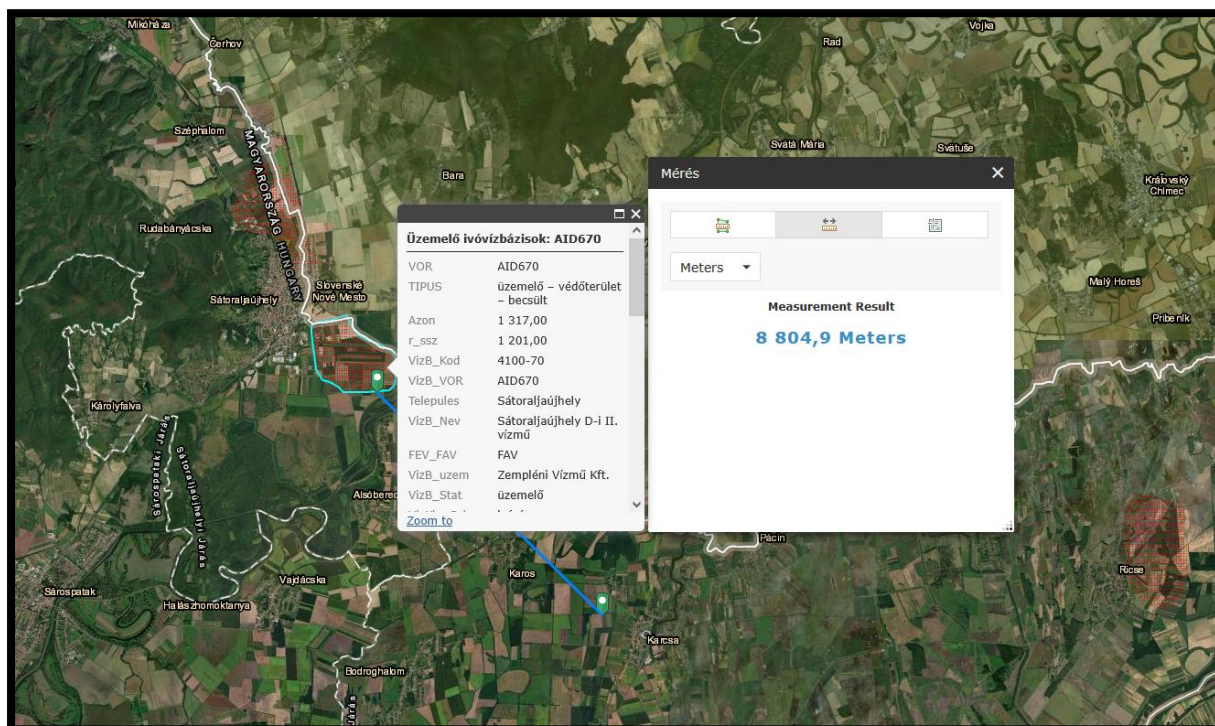 Mikóháza
Čerhov
Vojka
Rad
Széphalom
MAGYARORSZÁG HUNGARY
Svätá Mária
Svätuše
Bara
Kráľovský
Chlmec
Rudabányácska
Sátoraljaújhely
Slovenské
Nové Mesto
Malý Horeš
Pribeník
Károlyfalva
Sárospataki Járás
Sátoraljaújhelyi Járás
Alsóbere
Pácin
Karos
Ricse
Sárospatak
Vajdácska
Halászhomoktanya
Karcsa
Bodroghalom
Járás
Üzemelő ivóvízbázisok: AID670
VOR AID670
TIPUS üzemelő – védőterület
– becsült
Azon 1 317,00
r_ssz 1 201,00
VizB_Kod 4100-70
VizB_VOR AID670
Telepules Sátoraljaújhely
VizB_Nev Sátoraljaújhely D-i II.
vízmű
FEV_FAV FAV
VizB_uzem Zempléni Vízmű Kft.
VizB_Stat üzemelő
Zoom to
Mérés
Meters
Measurement Result
8 804,9 Meters